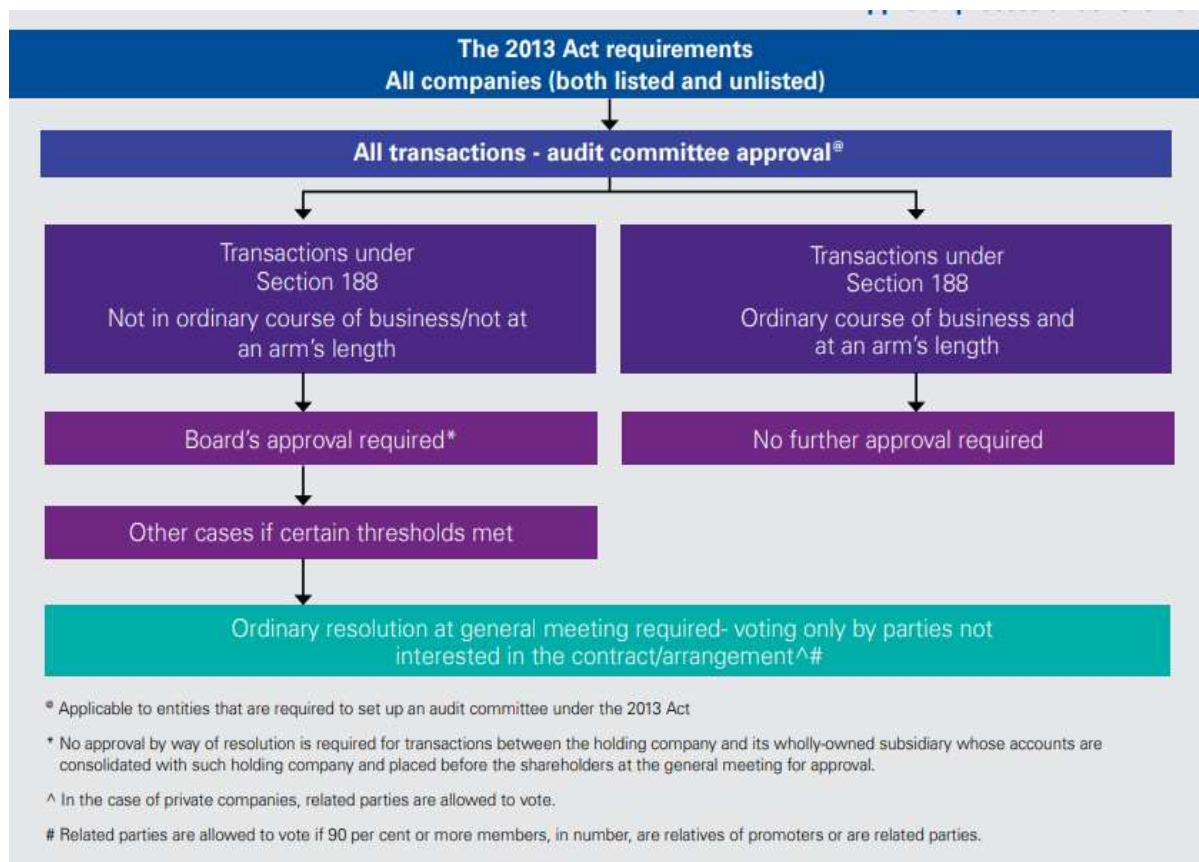 The 2013 Act requirements
All companies (both listed and unlisted)
All transactions - audit committee approval@
Transactions under
Section 188
Not in ordinary course of business/not at
an arm's length
Transactions under
Section 188
Ordinary course of business and
at an arm's length
Board's approval required*
No further approval required
Other cases if certain thresholds met
Ordinary resolution at general meeting required- voting only by parties not
interested in the contract/arrangement^#
@ Applicable to entities that are required to set up an audit committee under the 2013 Act
* No approval by way of resolution is required for transactions between the holding company and its wholly-owned subsidiary whose accounts are
consolidated with such holding company and placed before the shareholders at the general meeting for approval.
^ In the case of private companies, related parties are allowed to vote.
# Related parties are allowed to vote if 90 per cent or more members, in number, are relatives of promoters or are related parties.